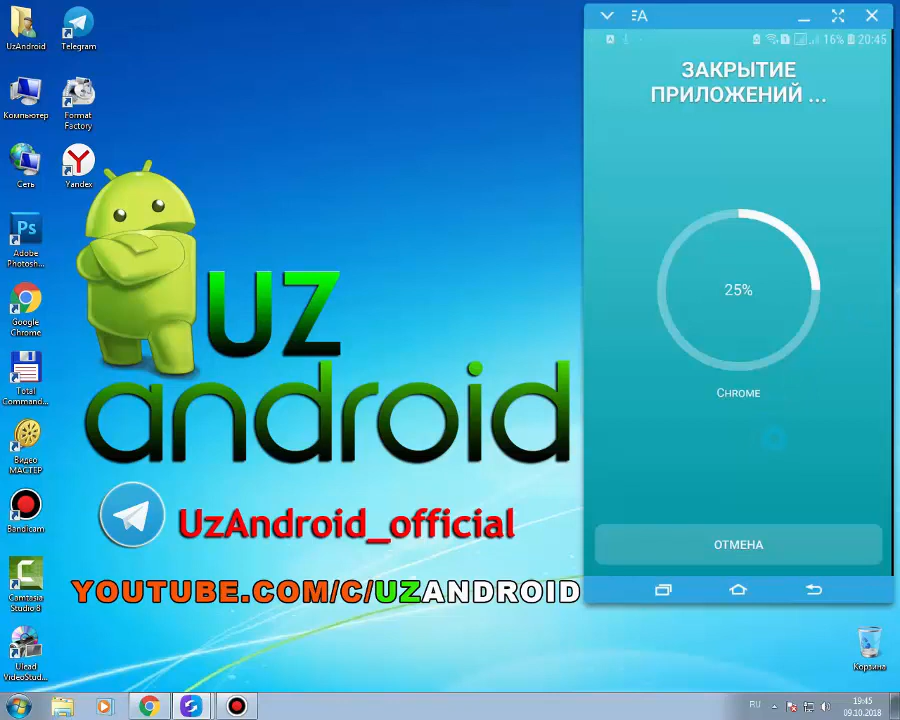 UzAndroid
Telegram
Компьютер
Format
Factory
Сеть
Yandex
Ps
Adobe
Photosh...
Google
Chrome
Total
Comman...
Видео
МАСТЕР
Bandicam
Camtasia
Studio 8
Ulead
VideoStud...
UZ
android
UzAndroid_official
YOUTUBE.COM/C/UZANDROID
16% 20:45
ЗАКРЫТИЕ
ПРИЛОЖЕНИЙ ...
25%
CHROME
ОТМЕНА
Корзина
RU
19:45
09.10.2018